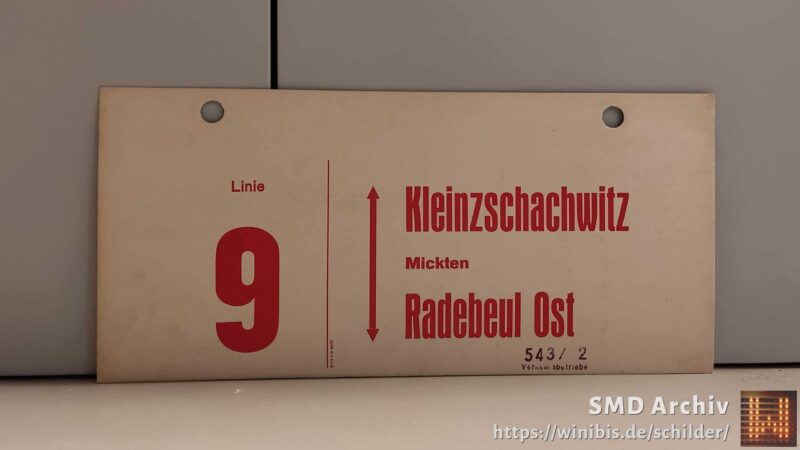 Linie
9
Kleinzschachwitz
Mickten
Radebeul Ost
543/ 2
SMD Archiv
https://winibis.de/schilder/